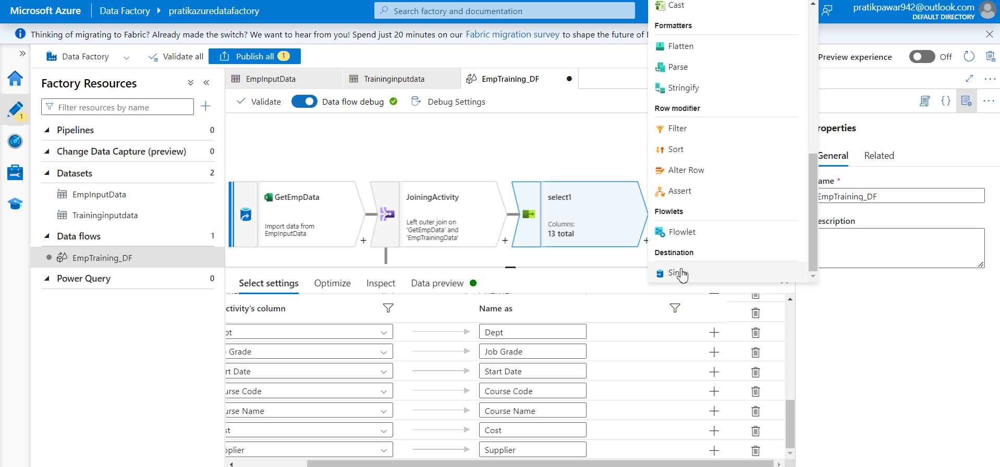 Microsoft Azure
Data Factory
pratikazuredatafactory
Search factory and documentation
pratikpawar942@outlook.com
DEFAULT DIRECTORY
Thinking of migrating to Fabric? Already made the switch? We want to hear from you! Spend just 20 minutes on our Fabric migration survey to shape the future of
Data Factory
Validate all
Publish all 1
Preview experience
Off
Factory Resources
Filter resources by name
1
Pipelines 0
Change Data Capture (preview) 0
Datasets 2
EmpInputData
Traininginputdata
Data flows 1
EmpTraining_DF
Power Query 0
EmpInputData
Traininginputdata
EmpTraining_DF
Validate
Data flow debug
Debug Settings
GetEmpData
Import data from
EmpInputData
+
JoiningActivity
Left outer join on
'GetEmpData' and
'EmpTrainingData'
+
select1
Columns:
13 total
+
Cast
Formatters
Flatten
Parse
Stringify
Row modifier
Filter
Sort
Alter Row
Assert
Flowlets
Flowlet
Destination
Sink
roperties
General
Related
ame *
EmpTraining_DF
escription
Select settings
Optimize
Inspect
Data preview
ctivity's column
Name as
pt
Dept
Grade
Job Grade
rt Date
Start Date
urse Code
Course Code
urse Name
Course Name
st
Cost
plier
Supplier